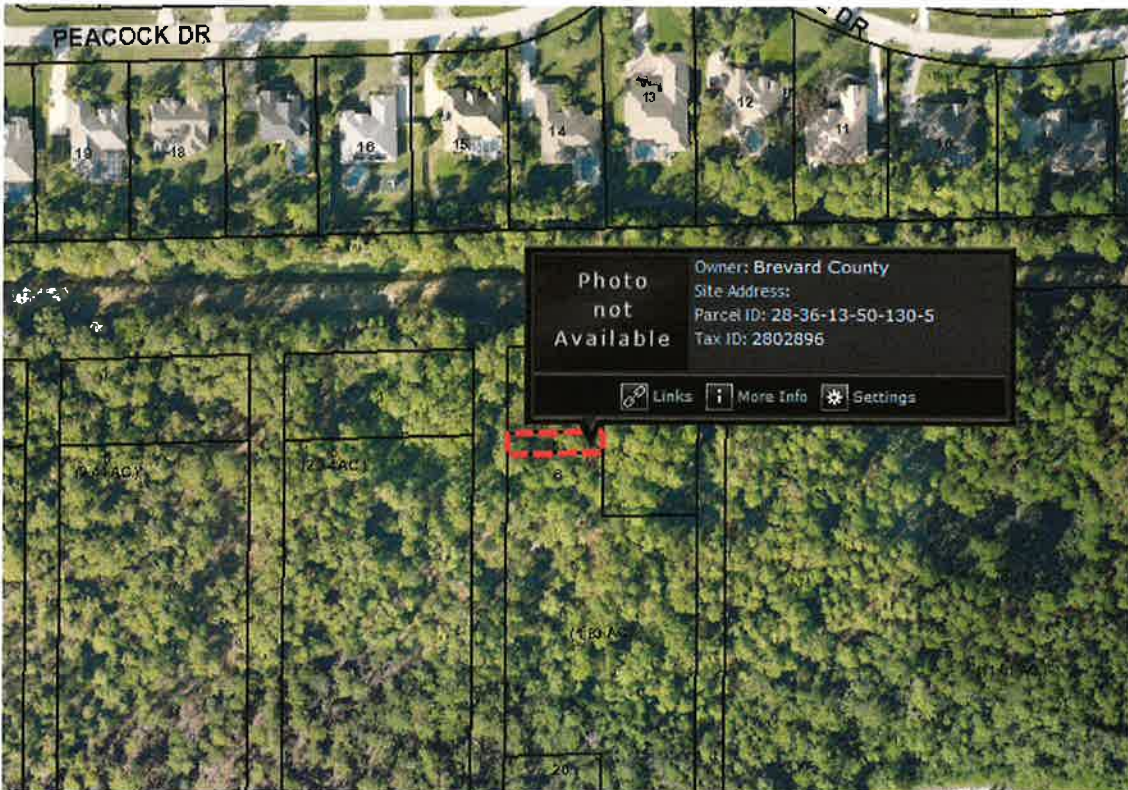 PEACOCK DR
DR
19
18
17
16
15
14
13
12
11
10
Photo
not
Available
Owner: Brevard County
Site Address:
Parcel ID: 28-36-13-50-130-5
Tax ID: 2802896
Links
i
More Info
Settings
6
20